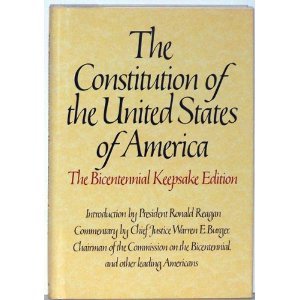 The
Constitution of
the United States
of America
The Bicentennial Keepsake Edition
Introduction by President Ronald Reagan
Commentary by Chief Justice Warren E. Burger,
Chairman of the Commission on the Bicentennial,
and other leading Americans